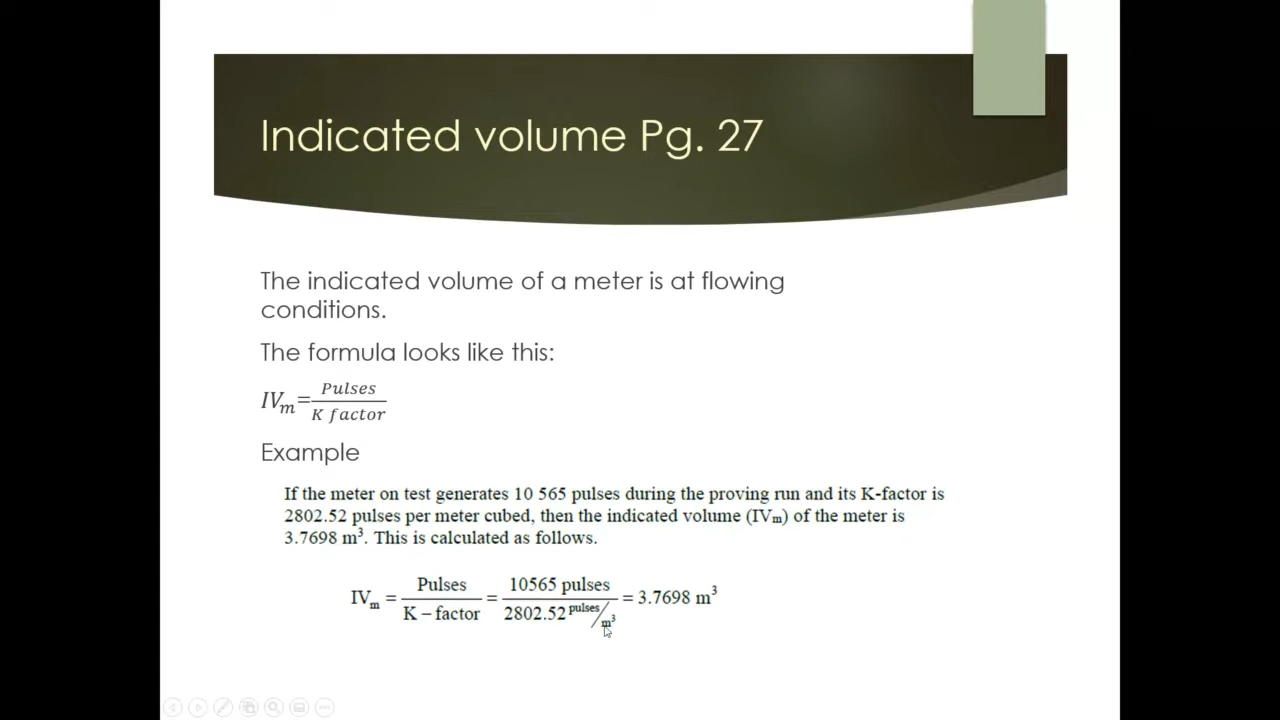 Indicated volume Pg. 27
The indicated volume of a meter is at flowing
conditions.
The formula looks like this:
IVₘ=Pulses/K factor
Example
If the meter on test generates 10 565 pulses during the proving run and its K-factor is
2802.52 pulses per meter cubed, then the indicated volume (IVₘ) of the meter is
3.7698 m³. This is calculated as follows.
IVₘ = Pulses/K – factor = 10565 pulses/2802.52 pulses/m³ = 3.7698 m³